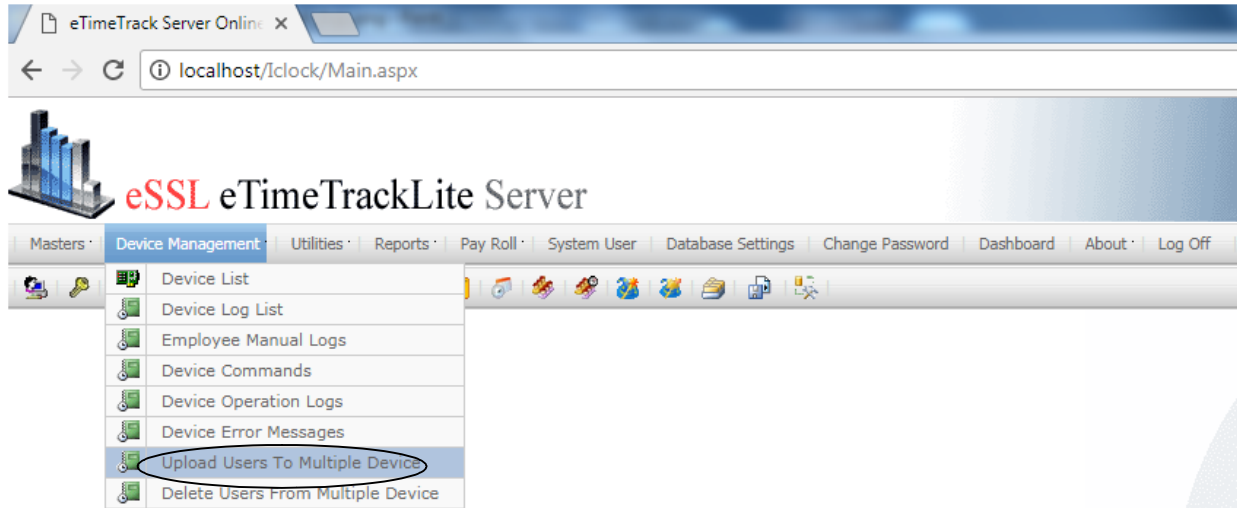 eTimeTrack Server Online
localhost/Iclock/Main.aspx
eSSL eTimeTrackLite Server
Masters Device Management Utilities Reports Pay Roll System User Database Settings Change Password Dashboard About Log Off
Device List
Device Log List
Employee Manual Logs
Device Commands
Device Operation Logs
Device Error Messages
Upload Users To Multiple Device
Delete Users From Multiple Device